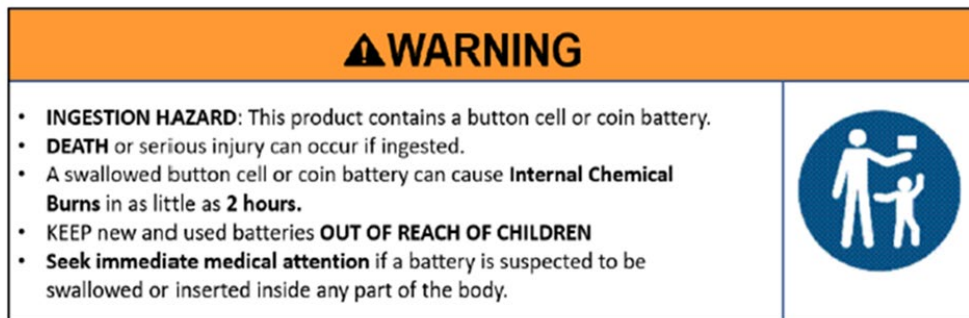 ⚠WARNING
• INGESTION HAZARD: This product contains a button cell or coin battery.
• DEATH or serious injury can occur if ingested.
• A swallowed button cell or coin battery can cause Internal Chemical
Burns in as little as 2 hours.
• KEEP new and used batteries OUT OF REACH OF CHILDREN
• Seek immediate medical attention if a battery is suspected to be
swallowed or inserted inside any part of the body.